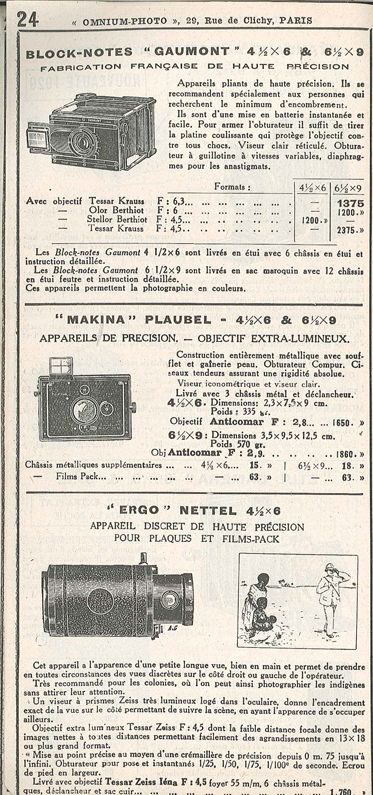 24 « OMNIUM-PHOTO », 29, Rue de Clichy, PARIS
BLOCK-NOTES "GAUMONT" 4½×6 & 6½×9
FABRICATION FRANÇAISE DE HAUTE PRÉCISION
Appareils pliants de haute précision. Ils se
recommandent spécialement aux personnes qui
recherchent le minimum d'encombrement.
Ils sont d'une mise en batterie instantanée et
facile. Pour armer l'obturateur il suffit de tirer
la platine coulissante qui protège l'objectif con-
tre tous chocs. Viseur clair réticulé. Obtura-
teur à guillotine à vitesses variables, diaphrag-
mes pour les anastigmats.
Formats : 4½×6 6½×9
Avec objectif Tessar Krauss F : 6,3... — 1375
— Olor Berthiot F : 6 ... — 1200.»
— Stellor Berthiot F : 4,5... 1200.» —
— Tessar Krauss F : 4,5... — 2375.»
Les Block-notes Gaumont 4 1/2×6 sont livrés en étui avec 6 châssis en étui et
instruction détaillée.
Les Block-notes Gaumont 6 1/2×9 sont livrés en sac maroquin avec 12 châssis
en étui feutre et instruction détaillée.
Ces appareils permettent la photographie en couleurs.
"MAKINA" PLAUBEL - 4½×6 & 6½×9
APPAREILS DE PRECISION. — OBJECTIF EXTRA-LUMINEUX.
Construction entièrement métallique avec souf-
flet et gaînerie peau. Obturateur Compur. Ci-
seaux tendeurs assurant une rigidité absolue.
Viseur iconométrique et viseur clair.
Livré avec 3 châssis métal et déclancheur.
4½×6. Dimensions: 2,3×7,5×9 cm.
Poids : 335 gr.
Objectif Anticomar F : 2,8... ... 1650. »
6½×9 : Dimensions 3,5×9,5×12,5 cm.
Poids 570 gr.
Obj Anticomar F : 2,9. ... 1860. »
Châssis métalliques supplémentaires ... 4½×6.... 15. » | 6½×9... 18. »
— Films Pack... ... — ... 63. » | — ... 63. »
"ERGO" NETTEL 4½×6
APPAREIL DISCRET DE HAUTE PRÉCISION
POUR PLAQUES ET FILMS-PACK
Cet appareil a l'apparence d'une petite longue vue, bien en main et permet de prendre
en toutes circonstances des vues discrètes sur le côté droit ou gauche de l'opérateur.
Très recommandé pour les colonies, où l'on peut ainsi photographier les indigènes
sans attirer leur attention.
Un viseur à prismes Zeiss très lumineux logé dans l'oculaire, donne l'encadrement
exact de la vue sur le côté permettant de suivre la scène, en ayant l'apparence de s'occuper
ailleurs.
Objectif extra lumineux Tessar Zeiss F : 4,5 dont la faible distance focale donne des
images nettes à toutes distances permettant facilement des agrandissements en 13×18
ou plus grand format.
Mise au point précise au moyen d'une crémaillère de précision depuis 0 m. 75 jusqu'à
l'infini. Obturateur pour pose et instantanés 1/25, 1/50, 1/75, 1/100° de seconde. Ecrou
de pied en largeur.
Livré avec objectif Tessar Zeiss Iéna F : 4,5 foyer 55 m/m, 6 châssis métal-
ques, déclancheur et sac cuir... ... 1.760 »